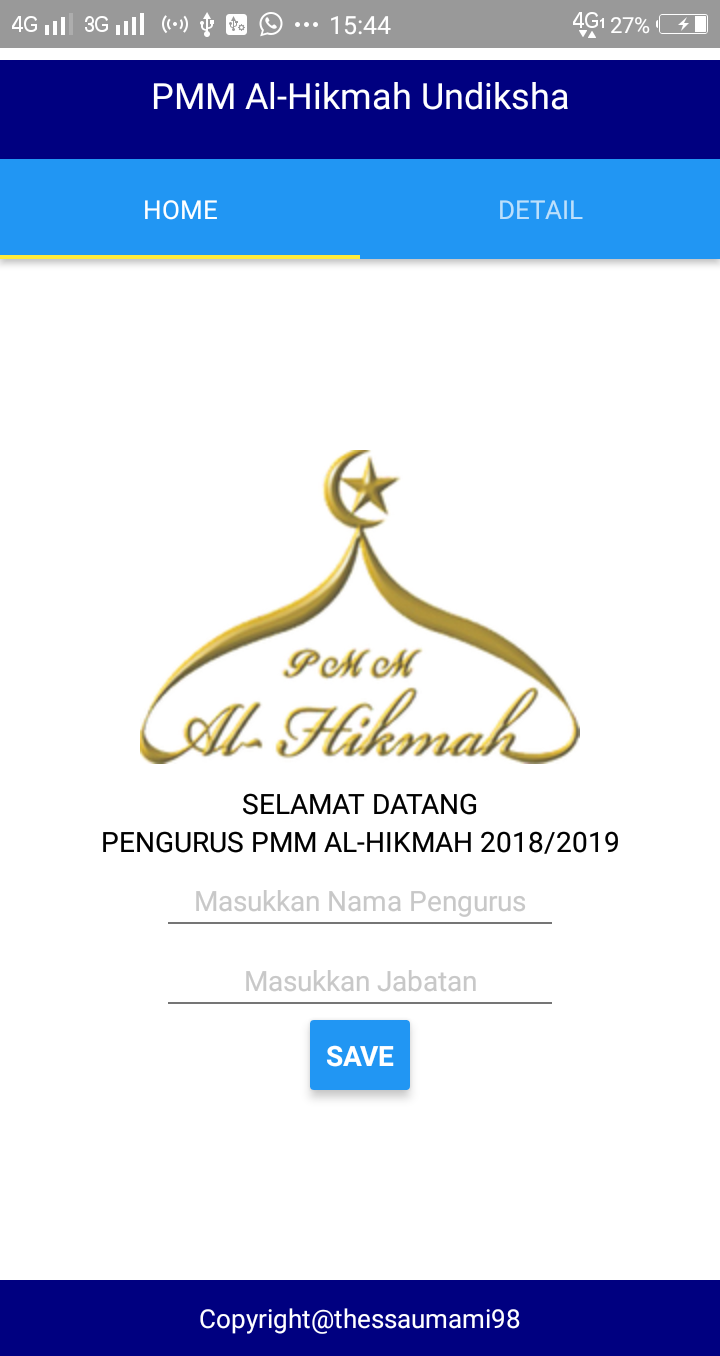 4G 3G 15:44 4G1 27%
PMM Al-Hikmah Undiksha
HOME DETAIL
PMM
Al-Hikmah
SELAMAT DATANG
PENGURUS PMM AL-HIKMAH 2018/2019
Masukkan Nama Pengurus
Masukkan Jabatan
SAVE
Copyright@thessaumami98